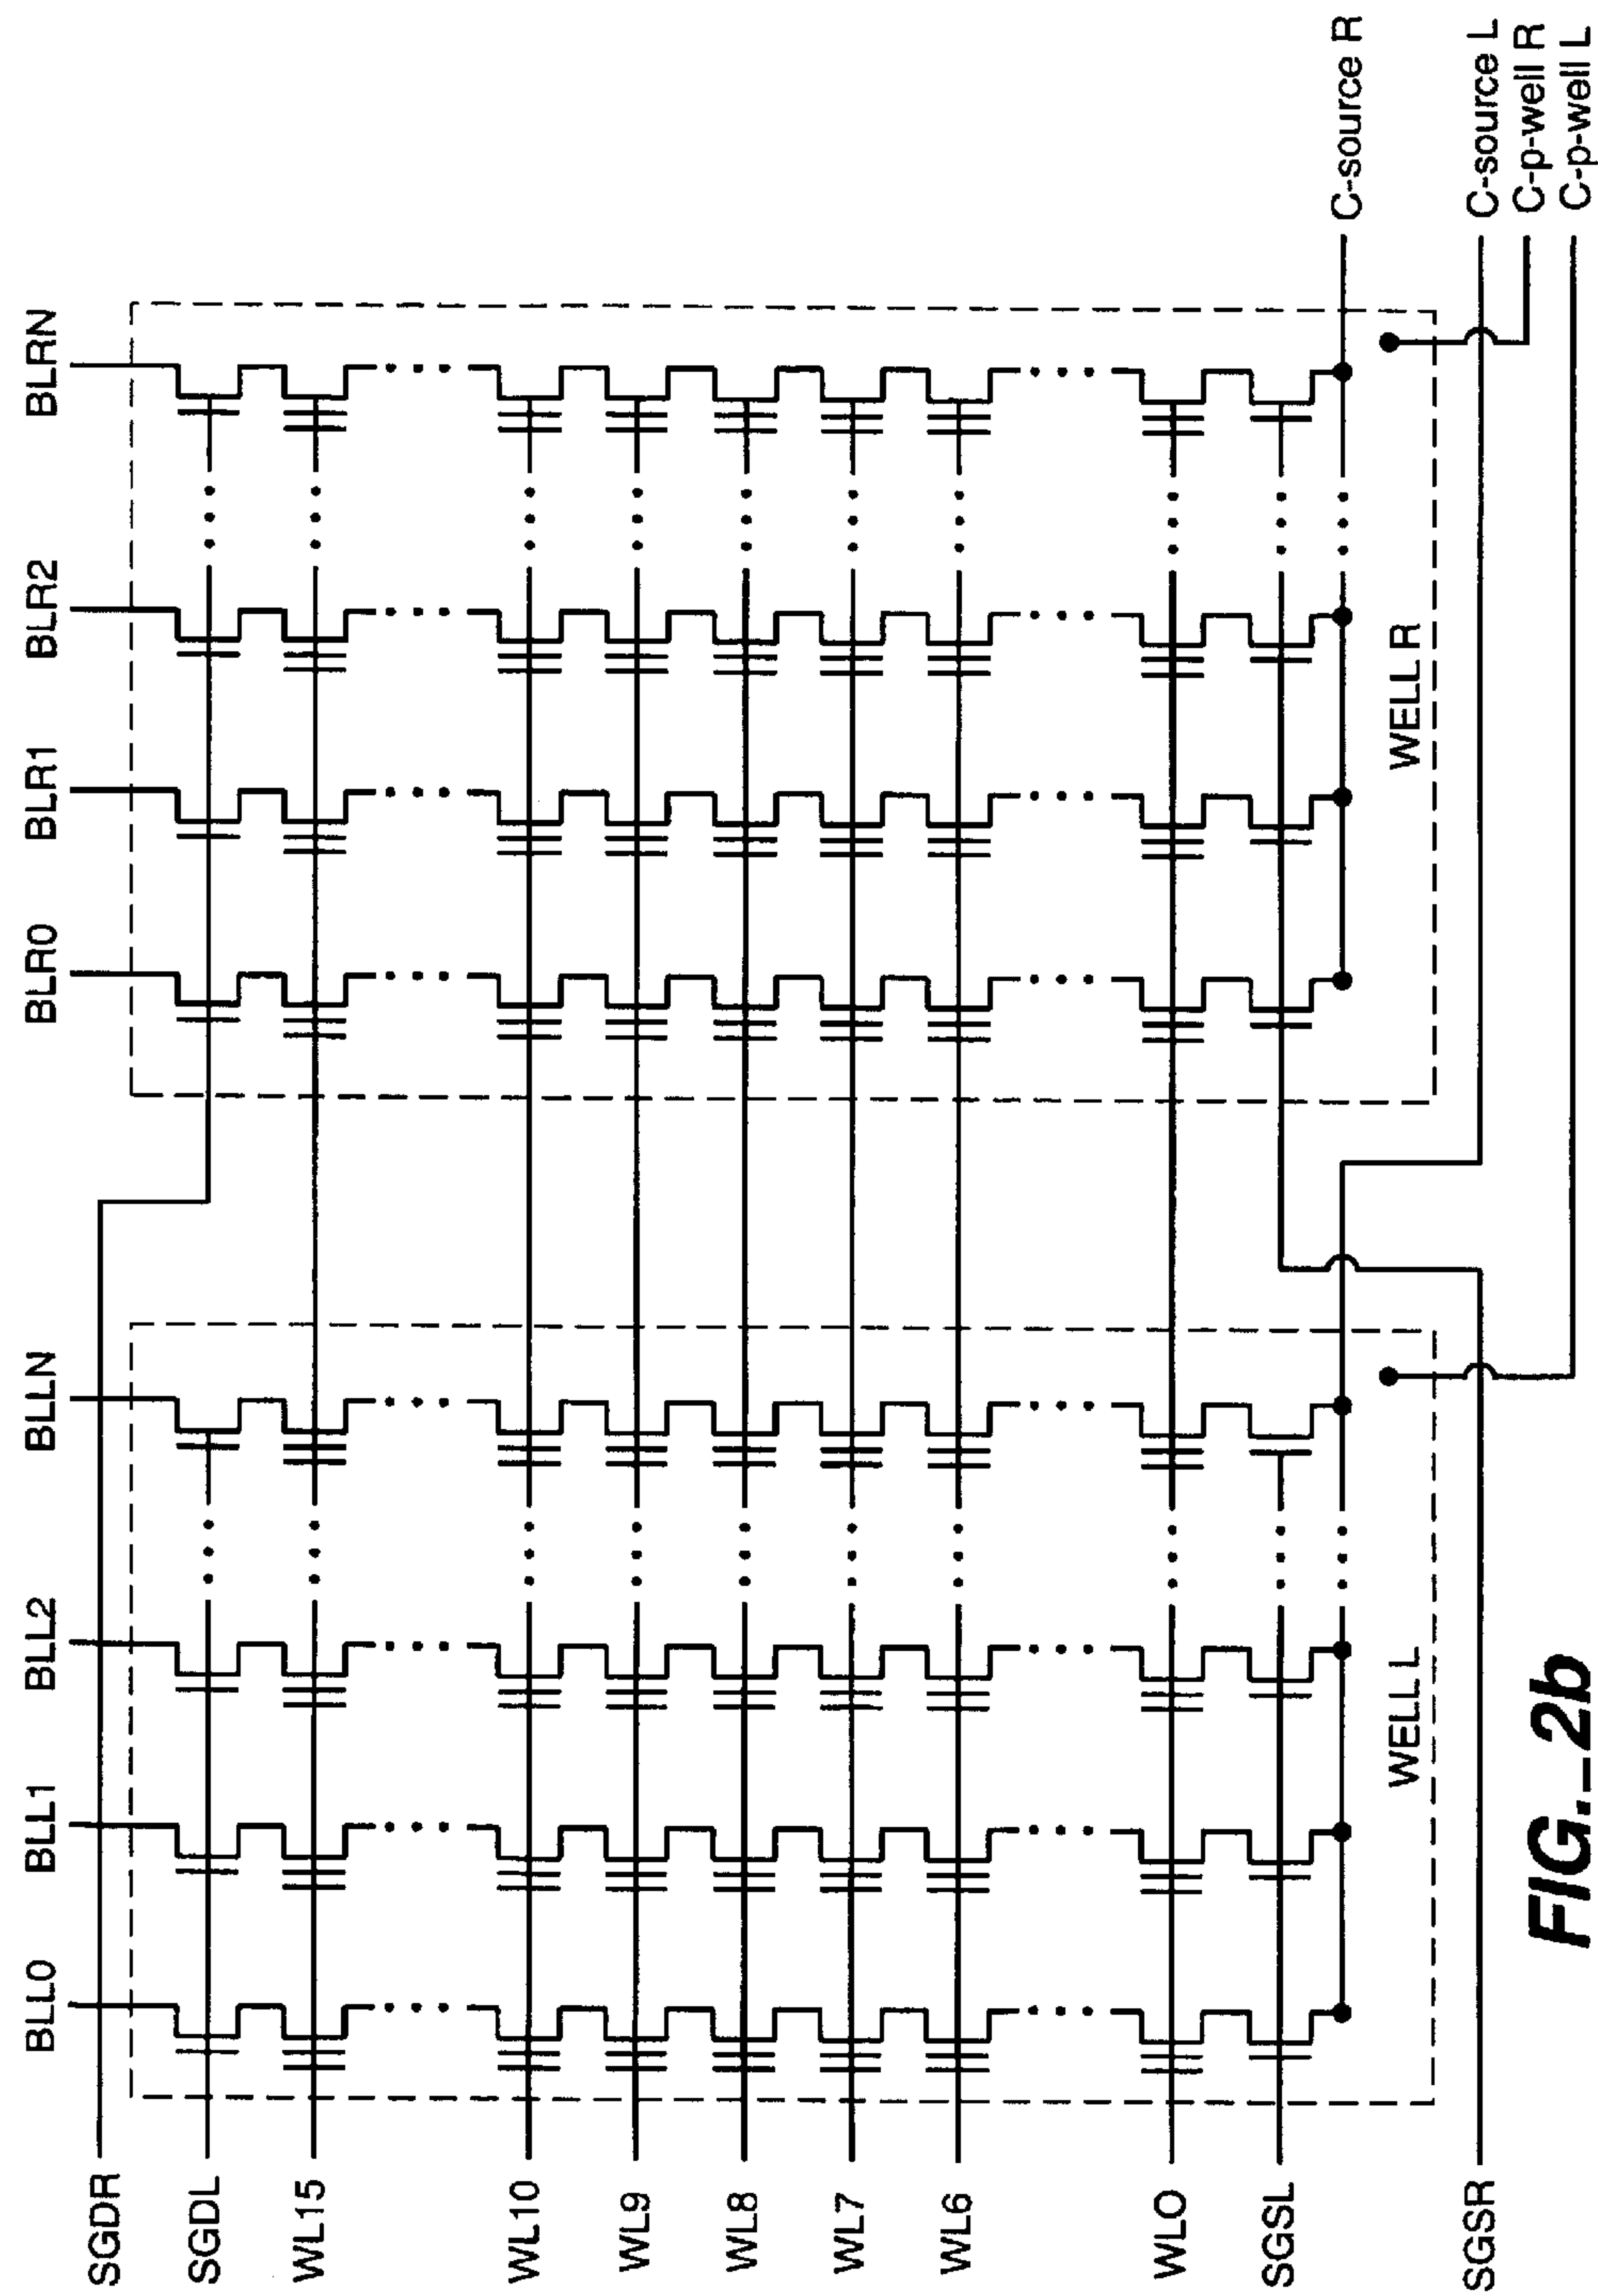 BLL0
BLL1
BLL2
BLLN
BLR0
BLR1
BLR2
BLRN
SGDR
SGDL
WL15
WL10
WL9
WL8
WL7
WL6
WLO
SGSL
SGSR
WELL L
WELL R
C-source R
C-source L
C-p-well R
C-p-well L
FIG._2b